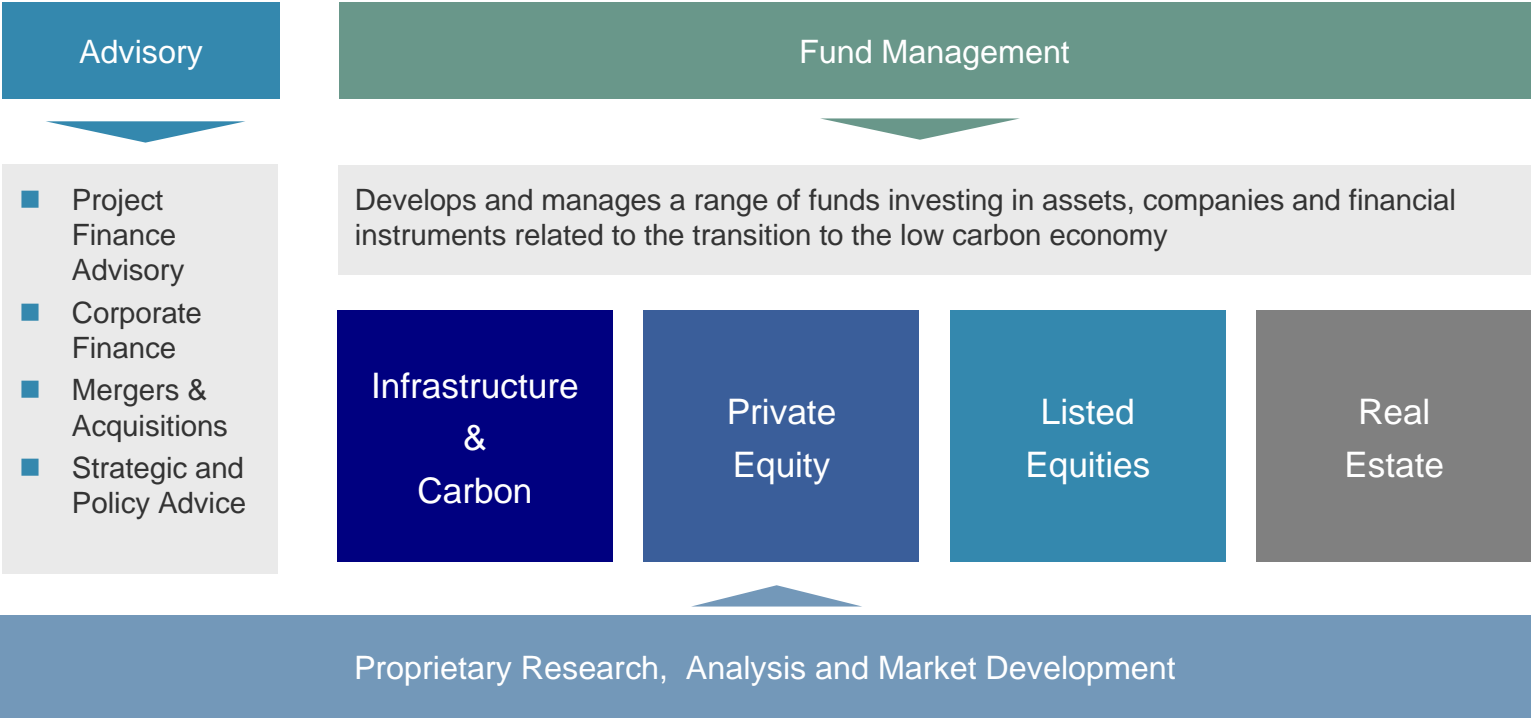 Advisory
Fund Management
Project
Finance
Advisory
Corporate
Finance
Mergers &
Acquisitions
Strategic and
Policy Advice
Develops and manages a range of funds investing in assets, companies and financial
instruments related to the transition to the low carbon economy
Infrastructure
&
Carbon
Private
Equity
Listed
Equities
Real
Estate
Proprietary Research,  Analysis and Market Development